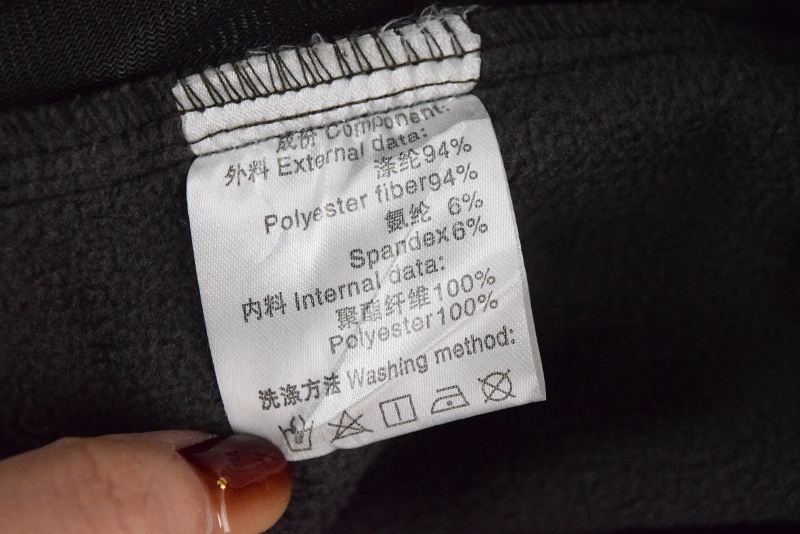 成份 Component:
外料 External data:
涤纶94%
Polyester fiber94%
氨纶 6%
Spandex6%
内料 Internal data:
聚酯纤维100%
Polyester100%
洗涤方法 Washing method: